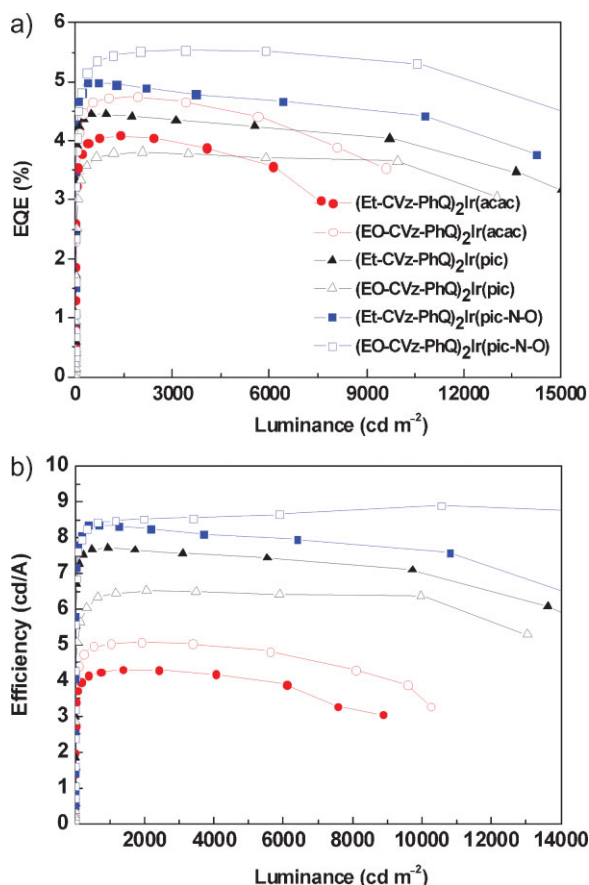 a)
6
5
4
3
2
1
0
EQE (%)
(Et-CVz-PhQ)2Ir(acac)
(EO-CVz-PhQ)2Ir(acac)
(Et-CVz-PhQ)2Ir(pic)
(EO-CVz-PhQ)2Ir(pic)
(Et-CVz-PhQ)2Ir(pic-N-O)
(EO-CVz-PhQ)2Ir(pic-N-O)
0 3000 6000 9000 12000 15000
Luminance (cd m⁻²)
b)
10
9
8
7
6
5
4
3
2
1
0
Efficiency (cd/A)
2000 4000 6000 8000 10000 12000 14000
Luminance (cd m⁻²)